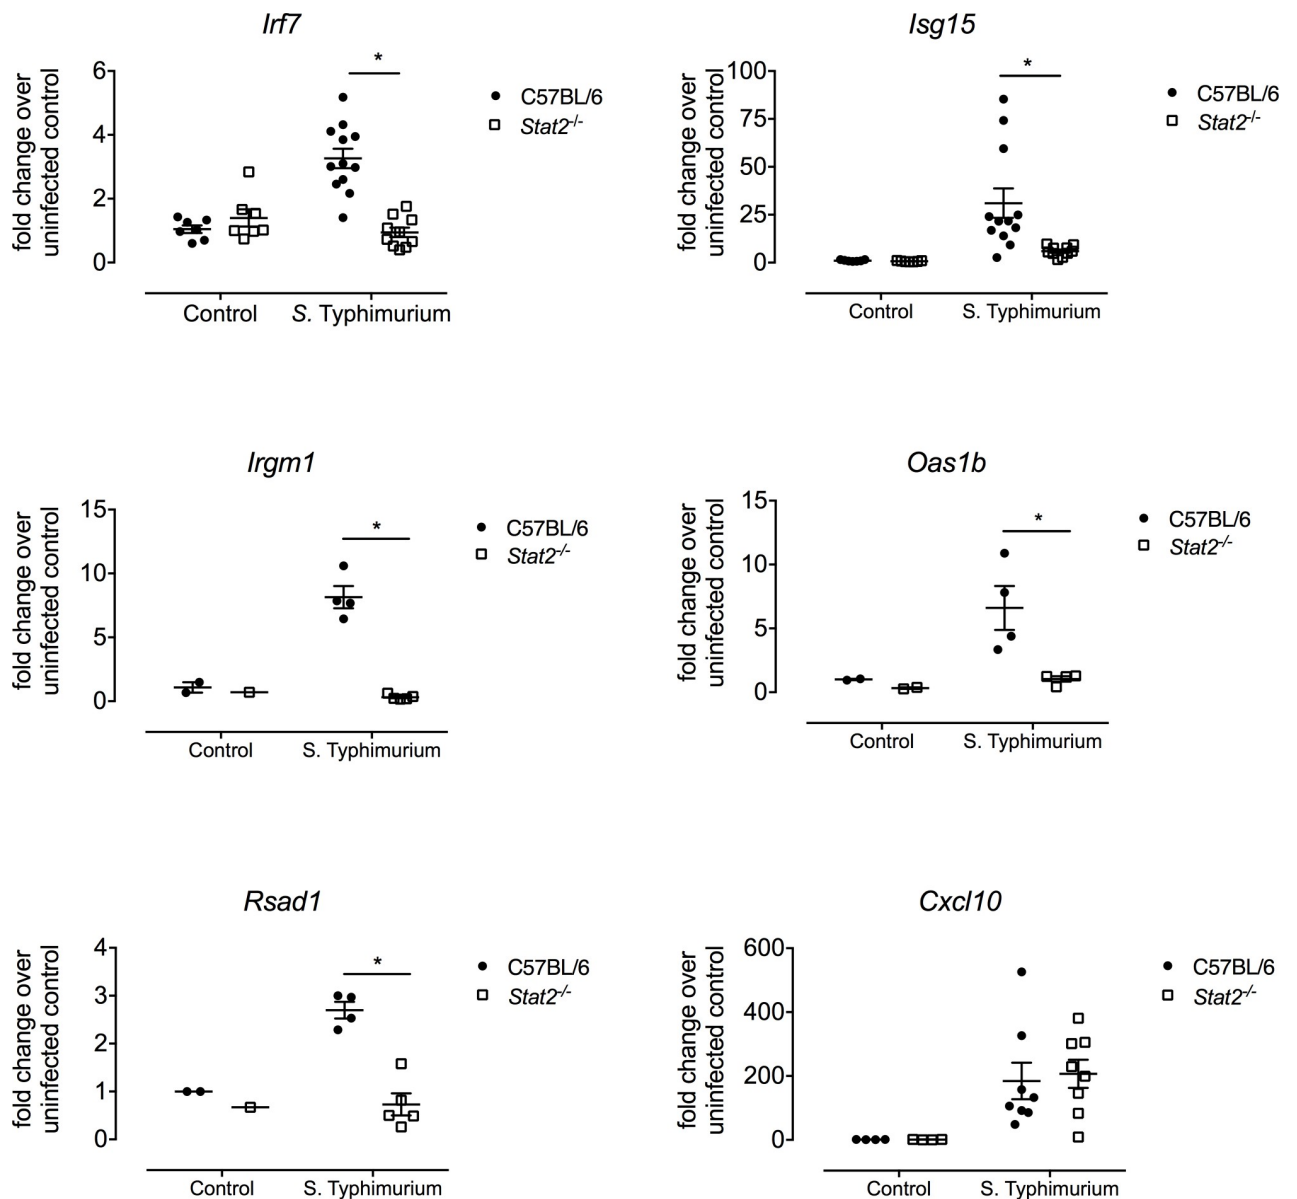 Irf7
fold change over
uninfected control
6
4
2
0
*
C57BL/6
Stat2-/-
Control
S. Typhimurium
Isg15
fold change over
uninfected control
100
75
50
25
0
*
C57BL/6
Stat2-/-
Control
S. Typhimurium
Irgm1
fold change over
uninfected control
15
10
5
0
*
C57BL/6
Stat2-/-
Control
S. Typhimurium
Oas1b
fold change over
uninfected control
15
10
5
0
*
C57BL/6
Stat2-/-
Control
S. Typhimurium
Rsad1
fold change over
uninfected control
4
3
2
1
0
*
C57BL/6
Stat2-/-
Control
S. Typhimurium
Cxcl10
fold change over
uninfected control
600
400
200
0
C57BL/6
Stat2-/-
Control
S. Typhimurium